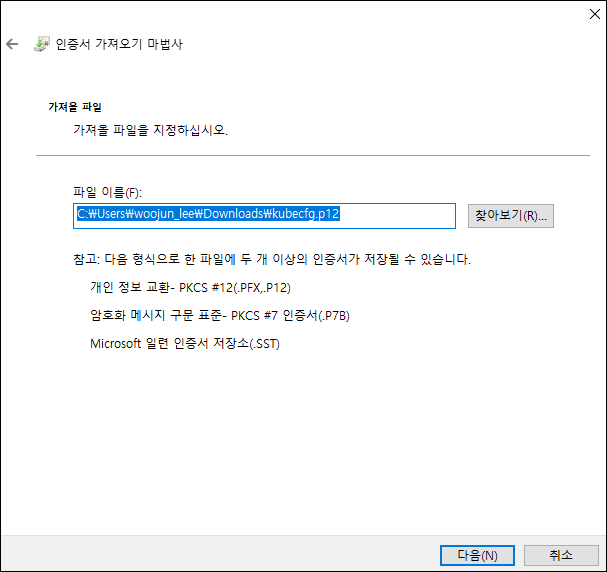 인증서 가져오기 마법사
가져올 파일
가져올 파일을 지정하십시오.
파일 이름(F):
C:₩Users₩woojun_lee₩Downloads₩kubecfg.p12
찾아보기(R)...
참고: 다음 형식으로 한 파일에 두 개 이상의 인증서가 저장될 수 있습니다.
개인 정보 교환- PKCS #12(.PFX,.P12)
암호화 메시지 구문 표준- PKCS #7 인증서(.P7B)
Microsoft 일련 인증서 저장소(.SST)
다음(N)
취소